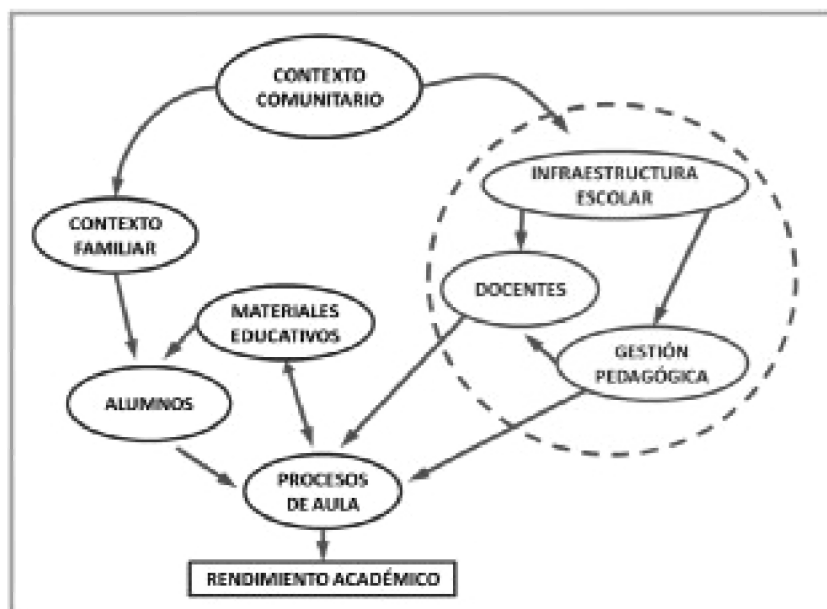 CONTEXTO
COMUNITARIO
INFRAESTRUCTURA
ESCOLAR
CONTEXTO
FAMILIAR
DOCENTES
MATERIALES
EDUCATIVOS
GESTIÓN
PEDAGÓGICA
ALUMNOS
PROCESOS
DE AULA
RENDIMIENTO ACADÉMICO